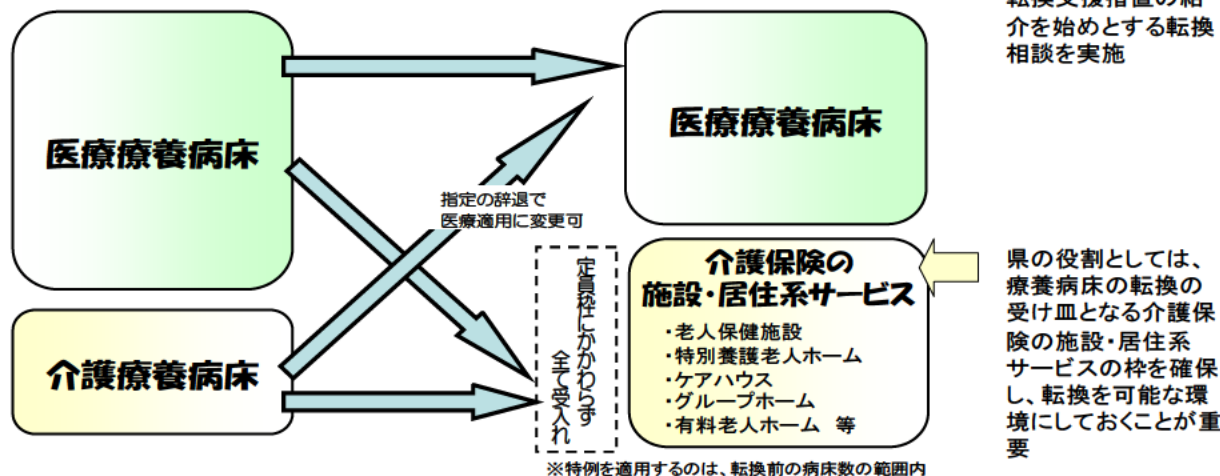 転換支援措置の紹
介を始めとする転換
相談を実施
医療療養病床
医療療養病床
指定の辞退で
医療適用に変更可
定員枠にかかわらず
全て受入れ
介護療養病床
介護保険の
施設・居住系サービス
・老人保健施設
・特別養護老人ホーム
・ケアハウス
・グループホーム
・有料老人ホーム 等
※特例を適用するのは、転換前の病床数の範囲内
県の役割としては、
療養病床の転換の
受け皿となる介護保
険の施設・居住系
サービスの枠を確保
し、転換を可能な環
境にしておくことが重
要